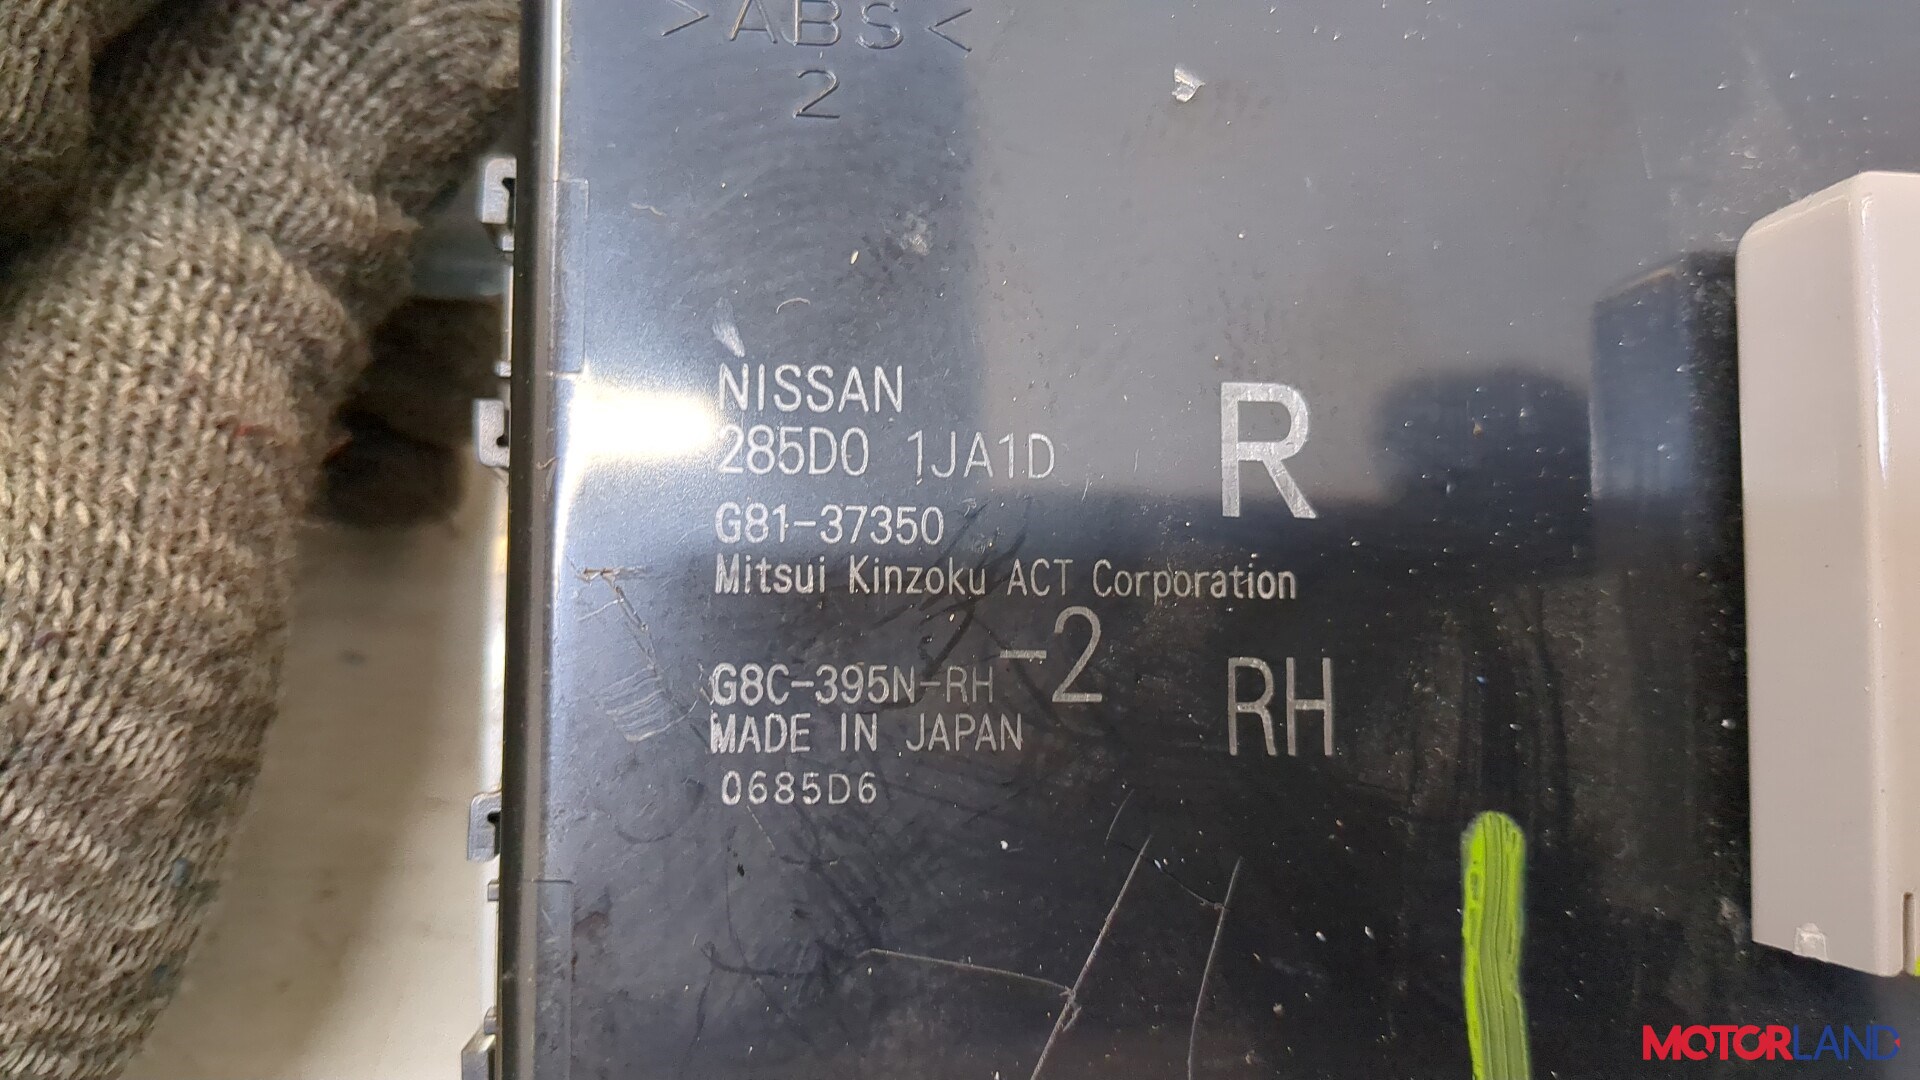 >ABS<
2
NISSAN
285D0 1JA1D
R
G81-37350
Mitsui Kinzoku ACT Corporation
G8C-395N-RH -2
RH
MADE IN JAPAN
0685D6
MOTORLAND